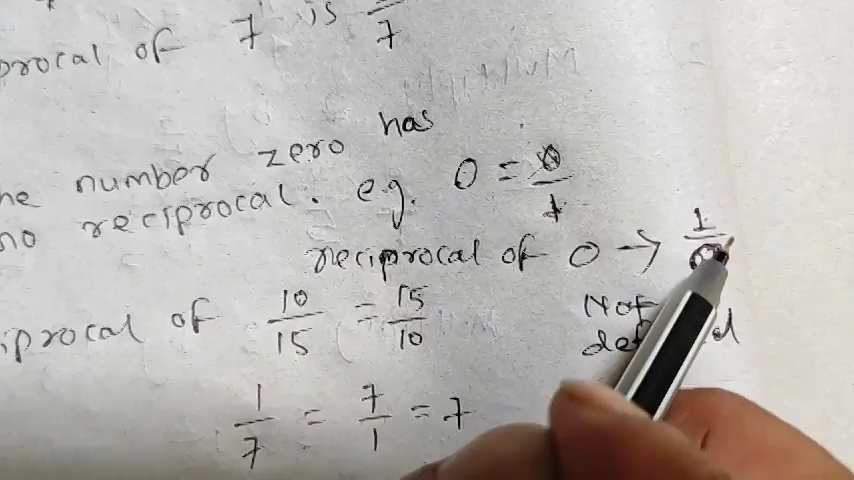 procal of 7 is 7
he number zero has
no reciprocal. e.g. 0 = 0/1
reciprocal of 0 → 1/0
Not
iprocal of 10/15 = 15/10
1/7 = 7/1 = 7